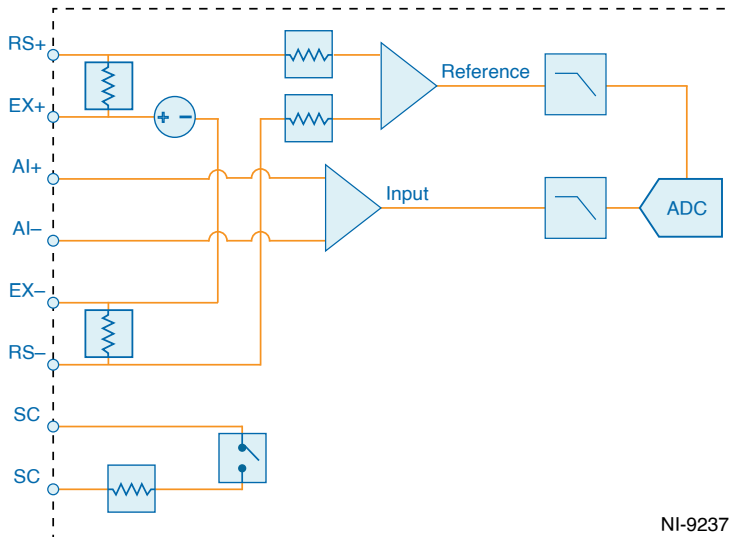 RS+
Reference
EX+
AI+
Input
ADC
AI–
EX–
RS–
SC
SC
NI-9237